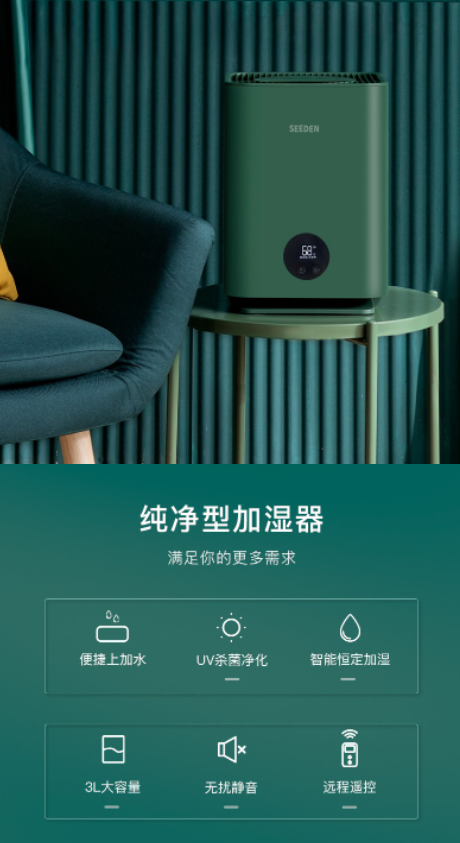 SEEDEN
68
纯净型加湿器
满足你的更多需求
便捷上加水
UV杀菌净化
智能恒定加湿
3L大容量
无扰静音
远程遥控